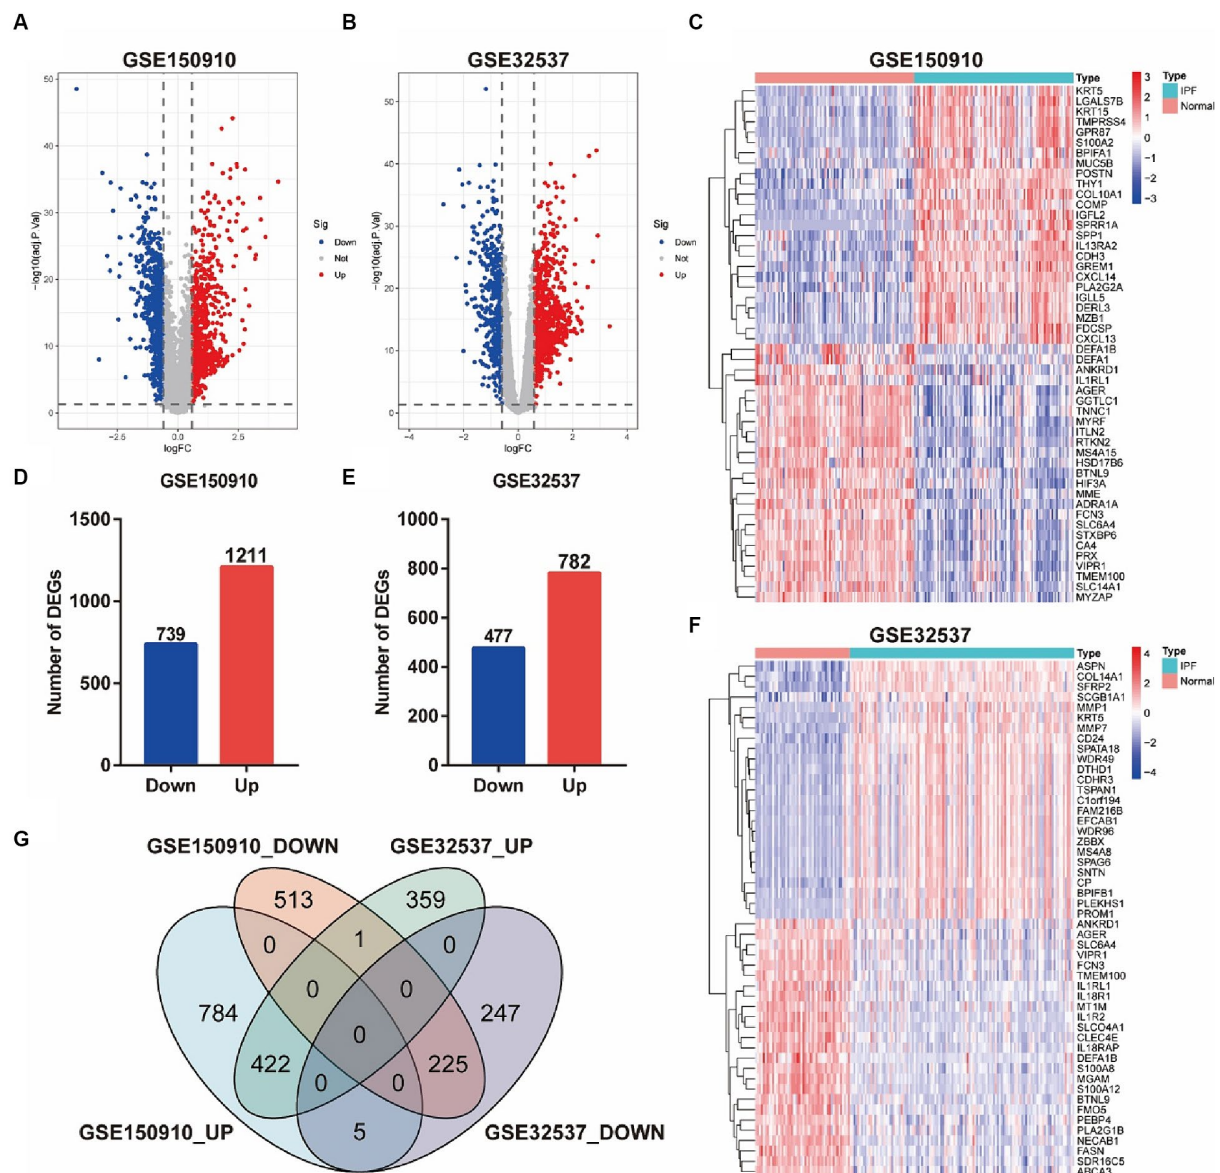 A
GSE150910
50
40
30
20
10
0
-log10(adj.P.Val)
−2.5
0.0
2.5
logFC
Sig
Down
Not
Up
B
GSE32537
50
40
30
20
10
0
-log10(adj.P.Val)
−4
−2
0
2
4
logFC
Sig
Down
Not
Up
C
GSE150910
Type
KRT5
LGALS7B
KRT15
TMPRSS4
GPR87
S100A2
BPIFA1
MUC5B
POSTN
THY1
COL10A1
COMP
IGFL2
SPRR1A
SPP1
IL13RA2
CDH3
GREM1
CXCL14
PLA2G2A
IGLL5
DERL3
MZB1
FDCSP
CXCL13
DEFA1B
DEFA1
ANKRD1
IL1RL1
AGER
GGTLC1
TNNC1
MYRF
ITLN2
RTKN2
MS4A15
HSD17B6
BTNL9
HIF3A
MME
ADRA1A
FCN3
SLC6A4
STXBP6
CA4
PRX
VIPR1
TMEM100
SLC14A1
MYZAP
3
2
1
0
−1
−2
−3
Type
IPF
Normal
D
GSE150910
Number of DEGs
1500
1000
500
0
739
1211
Down
Up
E
GSE32537
Number of DEGs
1000
800
600
400
200
0
477
782
Down
Up
F
GSE32537
Type
ASPN
COL14A1
SFRP2
SCGB1A1
MMP1
KRT5
MMP7
CD24
SPATA18
WDR49
DTHD1
CDHR3
TSPAN1
C1orf194
FAM216B
EFCAB1
WDR96
ZBBX
MS4A8
SPAG6
SNTN
CP
BPIFB1
PLEKHS1
PROM1
ANKRD1
AGER
SLC6A4
VIPR1
FCN3
TMEM100
IL1RL1
IL18R1
MT1M
IL1R2
SLCO4A1
CLEC4E
IL18RAP
DEFA1B
S100A8
MGAM
S100A12
BTNL9
FMO5
PEBP4
PLA2G1B
NECAB1
FASN
SDR16C5
ABCA3
4
2
0
−2
−4
Type
IPF
Normal
G
GSE150910_DOWN
GSE32537_UP
513
359
0
1
0
784
0
0
247
0
422
0
0
225
5
GSE150910_UP
GSE32537_DOWN